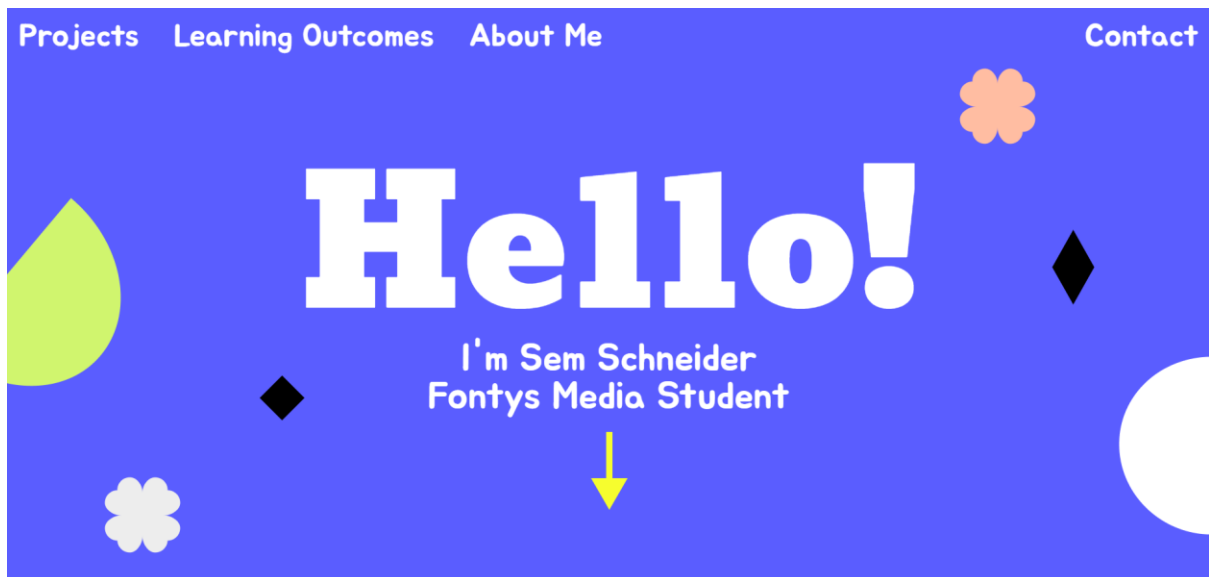 Projects Learning Outcomes About Me Contact
Hello!
I'm Sem Schneider
Fontys Media Student